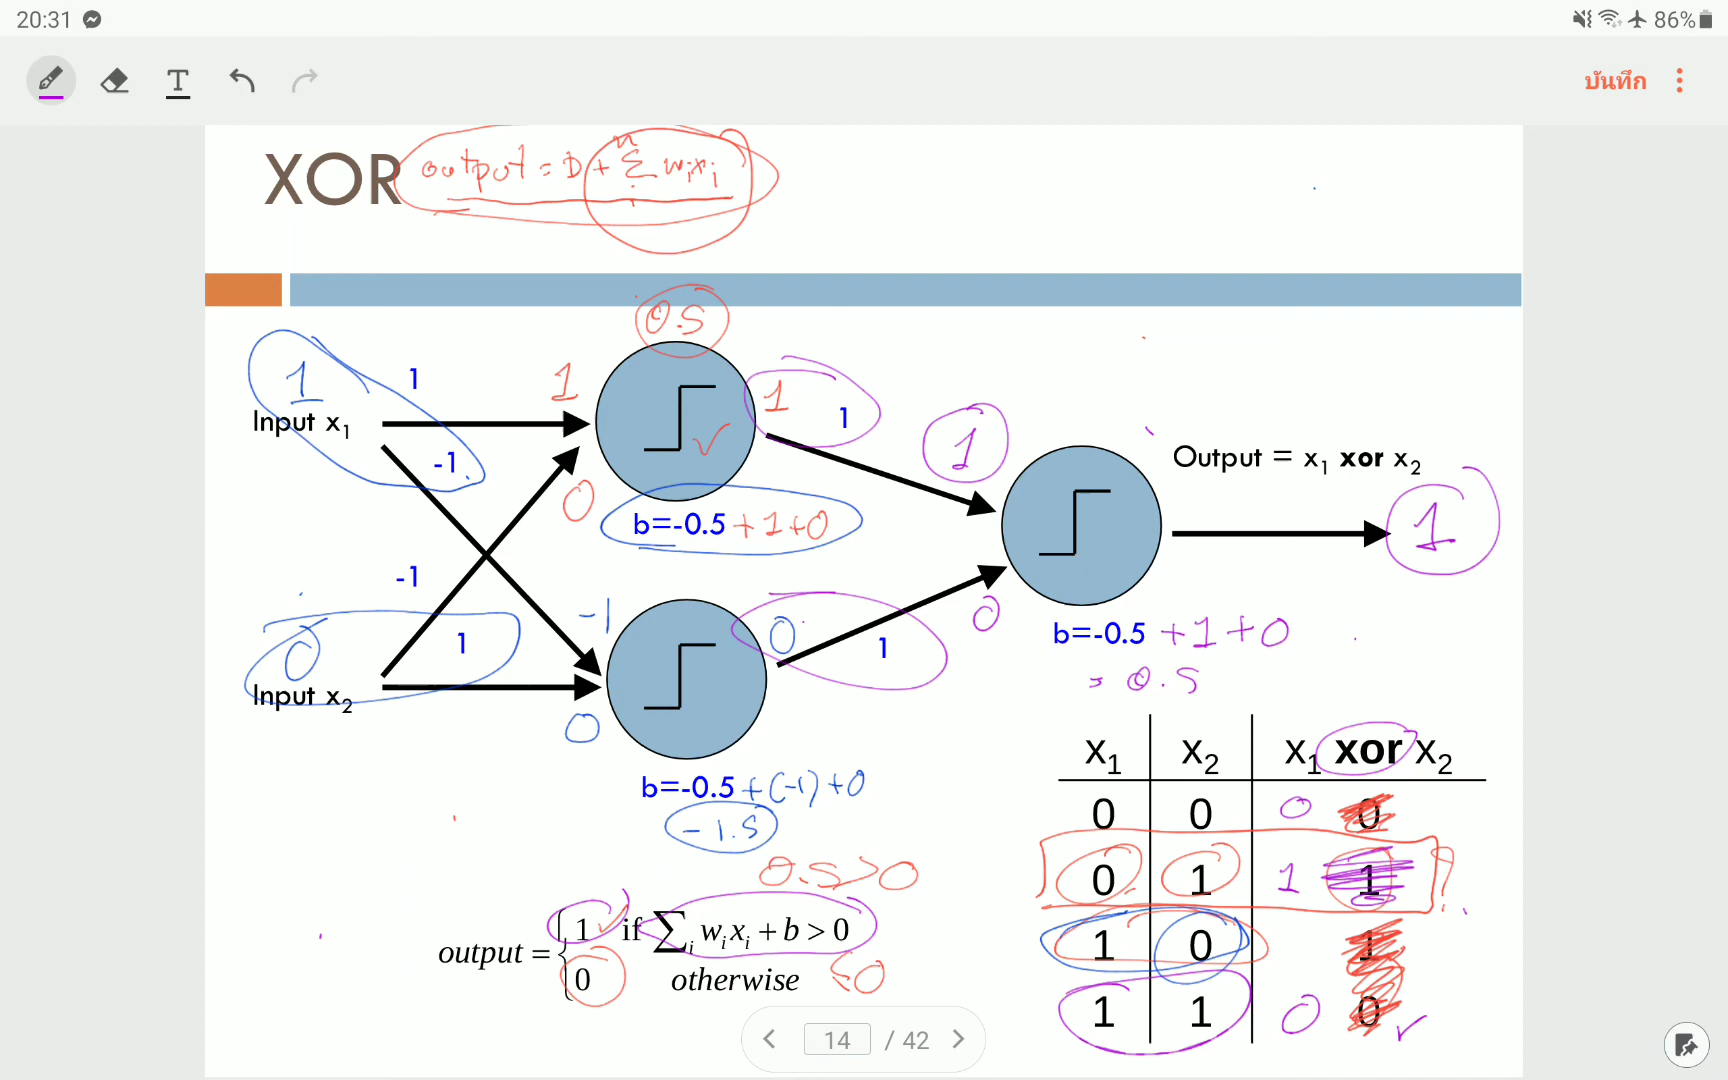 20:31
86%
บันทึก
XOR
output = b + Σ wᵢxᵢ
n
i
0.5
1
1
1
1
1
1
Input x₁
-1
Output = x₁ xor x₂
1
0
b=-0.5 +1+0
-1
-1
0
1
0
1
0
b=-0.5 +1+0
= 0.5
0
Input x₂
0
b=-0.5 +(-1)+0
-1.5
x₁ x₂ x₁ xor x₂
0 0 0 0
0 1 1 1 ?
1 0 1
1 1 0 0 ✓
0.5>0
output = { 1 if ∑ᵢ wᵢxᵢ + b > 0
0 otherwise ≤0
14 / 42